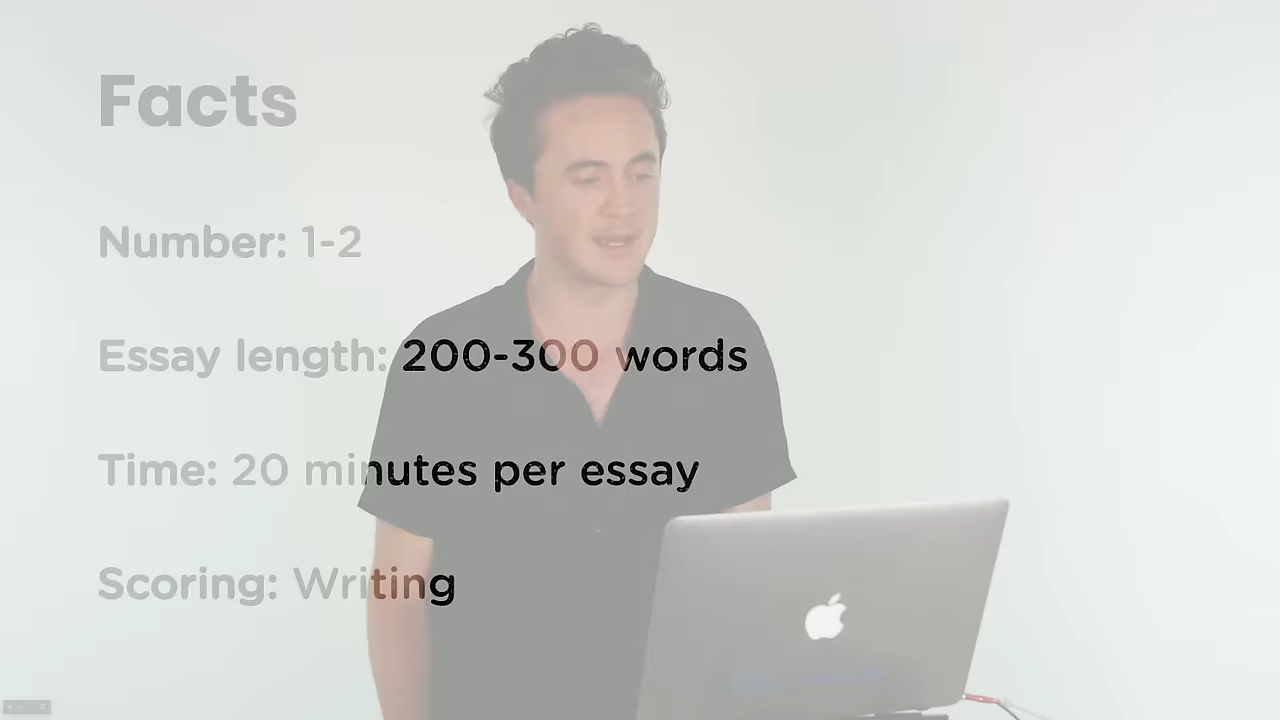 Facts
Number: 1-2
Essay length: 200-300 words
Time: 20 minutes per essay
Scoring: Writing